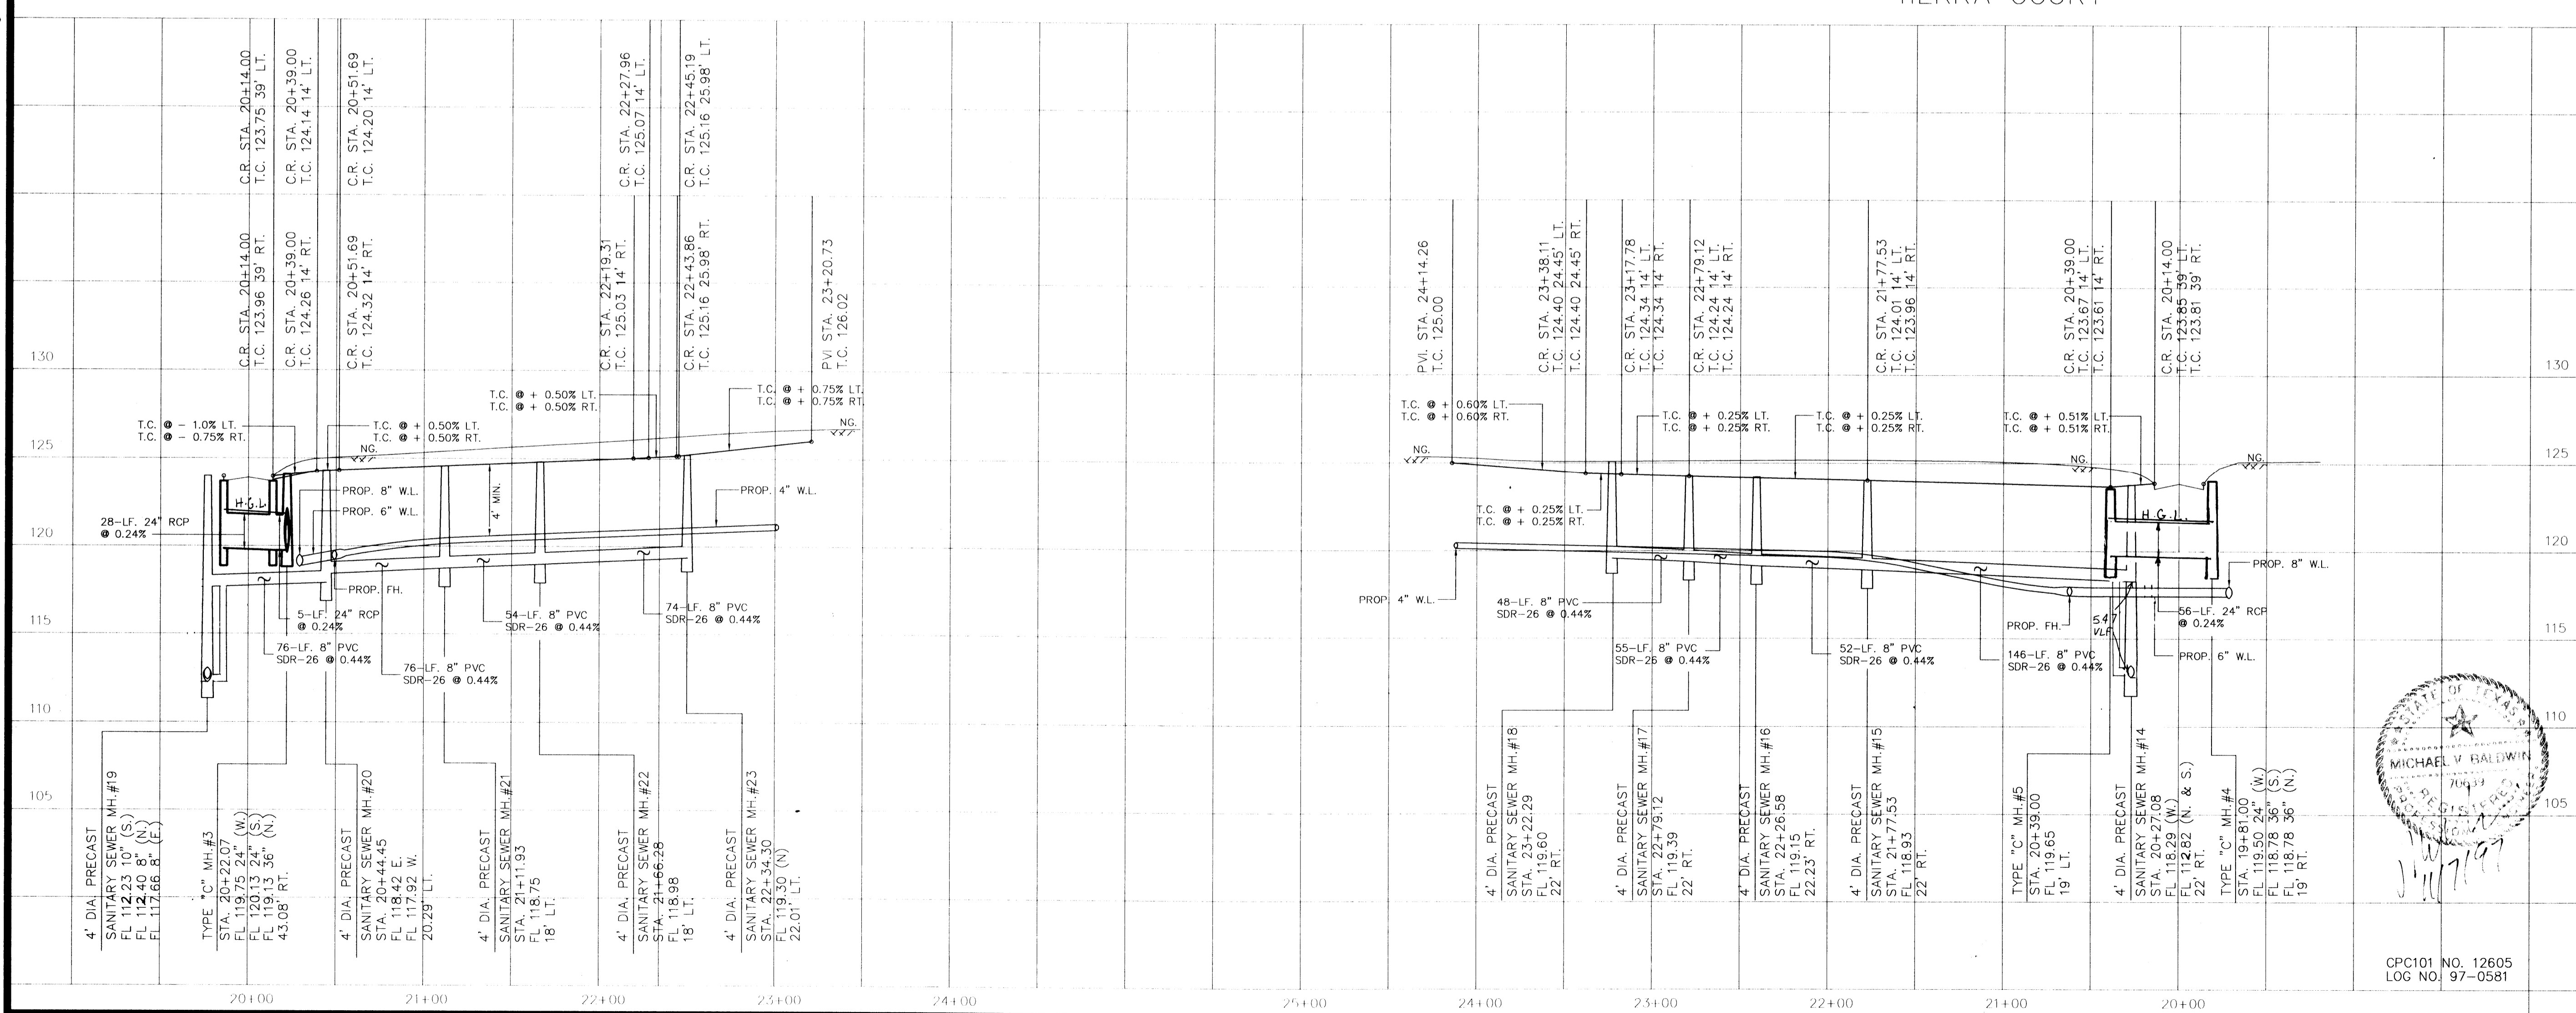 TIERRA COURT
C.R. STA. 20+14.00
T.C. 123.75 39' LT.
C.R. STA. 20+39.00
T.C. 124.14 14' LT.
C.R. STA. 20+51.69
T.C. 124.20 14' LT.
C.R. STA. 22+27.96
T.C. 125.07 14' LT.
C.R. STA. 22+45.19
T.C. 125.16 25.98' LT.
C.R. STA. 20+14.00
T.C. 123.96 39' RT.
C.R. STA. 20+39.00
T.C. 124.26 14' RT.
C.R. STA. 20+51.69
T.C. 124.32 14' RT.
C.R. STA. 22+19.31
T.C. 125.03 14' RT.
C.R. STA. 22+43.86
T.C. 125.16 25.98' RT.
PVI STA. 23+20.73
T.C. 126.02
PVI. STA. 24+14.26
T.C. 125.00
C.R. STA. 23+38.11
T.C. 124.40 24.45' LT.
T.C. 124.40 24.45' RT.
C.R. STA. 23+17.78
T.C. 124.34 14' LT.
T.C. 124.34 14' RT.
C.R. STA. 22+79.12
T.C. 124.24 14' LT.
T.C. 124.24 14' RT.
C.R. STA. 21+77.53
T.C. 124.01 14' LT.
T.C. 123.96 14' RT.
C.R. STA. 20+39.00
T.C. 123.67 14' LT.
T.C. 123.61 14' RT.
C.R. STA. 20+14.00
T.C. 123.85 39' LT.
T.C. 123.81 39' RT.
130
130
T.C. @ - 1.0% LT.
T.C. @ - 0.75% RT.
T.C. @ + 0.50% LT.
T.C. @ + 0.50% RT.
T.C. @ + 0.50% LT.
T.C. @ + 0.50% RT.
T.C. @ + 0.75% LT.
T.C. @ + 0.75% RT.
T.C. @ + 0.60% LT.
T.C. @ + 0.60% RT.
T.C. @ + 0.25% LT.
T.C. @ + 0.25% RT.
T.C. @ + 0.25% LT.
T.C. @ + 0.25% RT.
T.C. @ + 0.51% LT.
T.C. @ + 0.51% RT.
125
NG.
NG.
NG.
NG.
NG.
125
H.G.L.
PROP. 8" W.L.
PROP. 6" W.L.
4' MIN.
PROP. 4" W.L.
28-LF. 24" RCP
@ 0.24%
T.C. @ + 0.25% LT.
T.C. @ + 0.25% RT.
H.G.L.
120
120
PROP. 8" W.L.
PROP. FH.
5-LF. 24" RCP
@ 0.24%
54-LF. 8" PVC
SDR-26 @ 0.44%
74-LF. 8" PVC
SDR-26 @ 0.44%
PROP. 4" W.L.
48-LF. 8" PVC
SDR-26 @ 0.44%
PROP. FH.
5.47
VLF
56-LF. 24" RCP
@ 0.24%
115
115
76-LF. 8" PVC
SDR-26 @ 0.44%
76-LF. 8" PVC
SDR-26 @ 0.44%
55-LF. 8" PVC
SDR-26 @ 0.44%
52-LF. 8" PVC
SDR-26 @ 0.44%
146-LF. 8" PVC
SDR-26 @ 0.44%
PROP. 6" W.L.
110
110
105
105
4' DIA. PRECAST
SANITARY SEWER MH.#19
FL 112.23 10" (S.)
FL 112.40 8" (N.)
FL 117.66 8" (E.)
TYPE "C" MH.#3
STA. 20+22.07
FL 119.75 24" (W.)
FL 120.13 24" (S.)
FL 119.13 36" (N.)
43.08' RT.
4' DIA. PRECAST
SANITARY SEWER MH.#20
STA. 20+44.45
FL 118.42 E.
FL 117.92 W.
20.29' LT.
4' DIA. PRECAST
SANITARY SEWER MH.#21
STA. 21+11.93
FL 118.75
18' LT.
4' DIA. PRECAST
SANITARY SEWER MH.#22
STA. 21+66.28
FL 118.98
18' LT.
4' DIA. PRECAST
SANITARY SEWER MH.#23
STA. 22+34.30
FL 119.30 (N)
22.01' LT.
4' DIA. PRECAST
SANITARY SEWER MH.#18
STA. 23+22.29
FL 119.60
22' RT.
4' DIA. PRECAST
SANITARY SEWER MH.#17
STA. 22+79.12
FL 119.39
22' RT.
4' DIA. PRECAST
SANITARY SEWER MH.#16
STA. 22+26.58
FL 119.15
22.23' RT.
4' DIA. PRECAST
SANITARY SEWER MH.#15
STA. 21+77.53
FL 118.93
22' RT.
TYPE "C" MH.#5
STA. 20+39.00
FL 119.65
19' LT.
4' DIA. PRECAST
SANITARY SEWER MH.#14
STA. 20+27.08
FL 118.29 (W.)
FL 112.82 (N. & S.)
22' RT.
TYPE "C" MH.#4
STA. 19+81.00
FL 119.50 24" (W.)
FL 118.78 36" (S.)
FL 118.78 36" (N.)
19' RT.
STATE OF TEXAS
MICHAEL V. BALDWIN
70639
REGISTERED
CPC101 NO. 12605
LOG NO. 97-0581
20+00
21+00
22+00
23+00
24+00
25+00
24+00
23+00
22+00
21+00
20+00